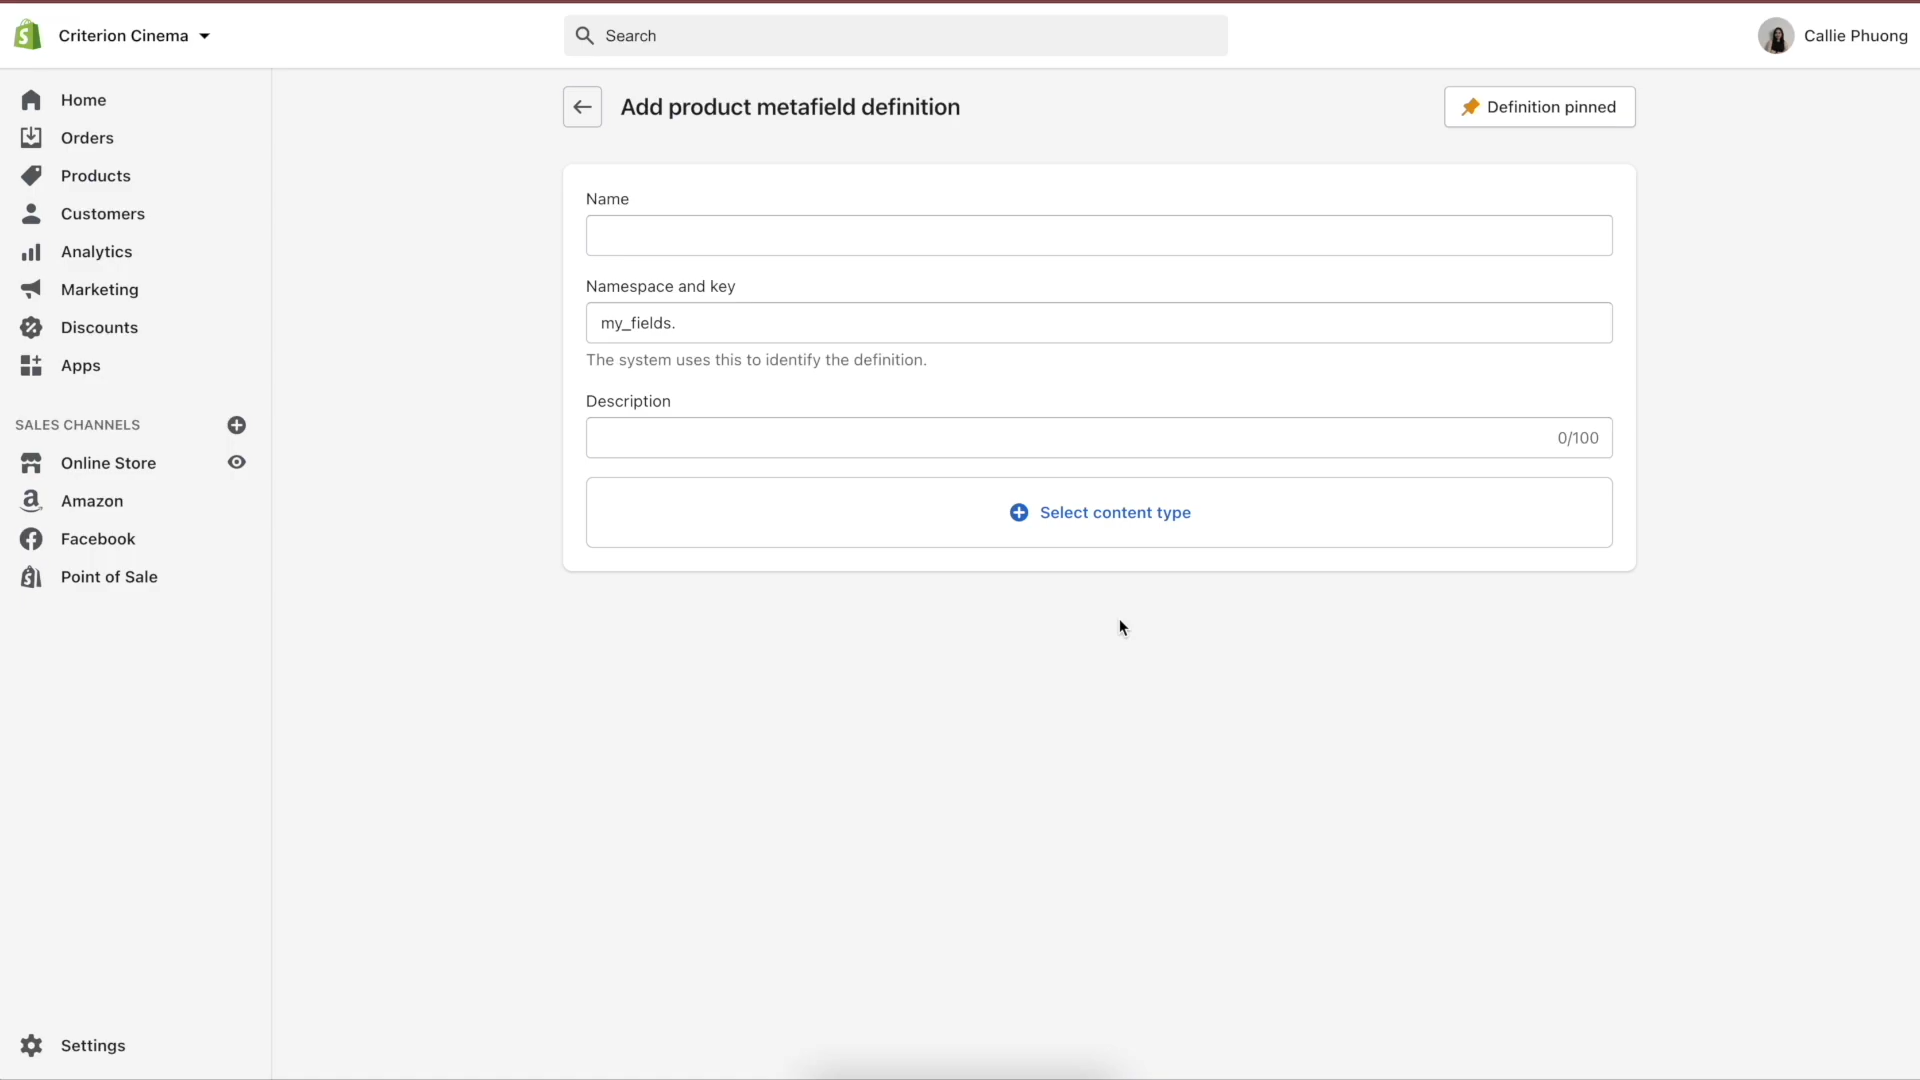 Criterion Cinema
Search
Callie Phuong
Home
Orders
Products
Customers
Analytics
Marketing
Discounts
Apps
SALES CHANNELS
Online Store
Amazon
Facebook
Point of Sale
Settings
Add product metafield definition
Definition pinned
Name
Namespace and key
my_fields.
The system uses this to identify the definition.
Description
0/100
Select content type